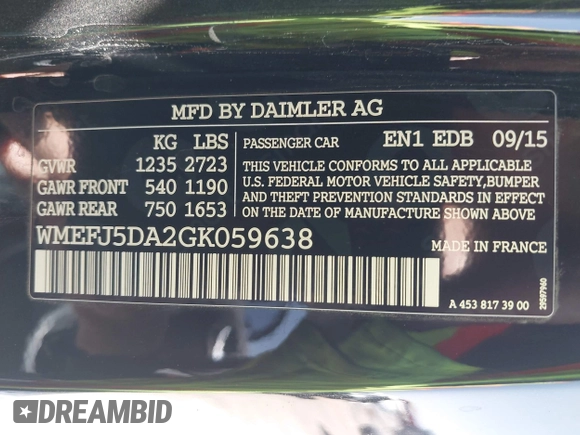 MFD BY DAIMLER AG
KG LBS PASSENGER CAR EN1 EDB 09/15
GVWR 1235 2723
GAWR FRONT 540 1190
GAWR REAR 750 1653
THIS VEHICLE CONFORMS TO ALL APPLICABLE
U.S. FEDERAL MOTOR VEHICLE SAFETY,BUMPER
AND THEFT PREVENTION STANDARDS IN EFFECT
ON THE DATE OF MANUFACTURE SHOWN ABOVE.
WMEFJ5DA2GK059638 MADE IN FRANCE
A 453 817 39 00
29597960
DREAMBID